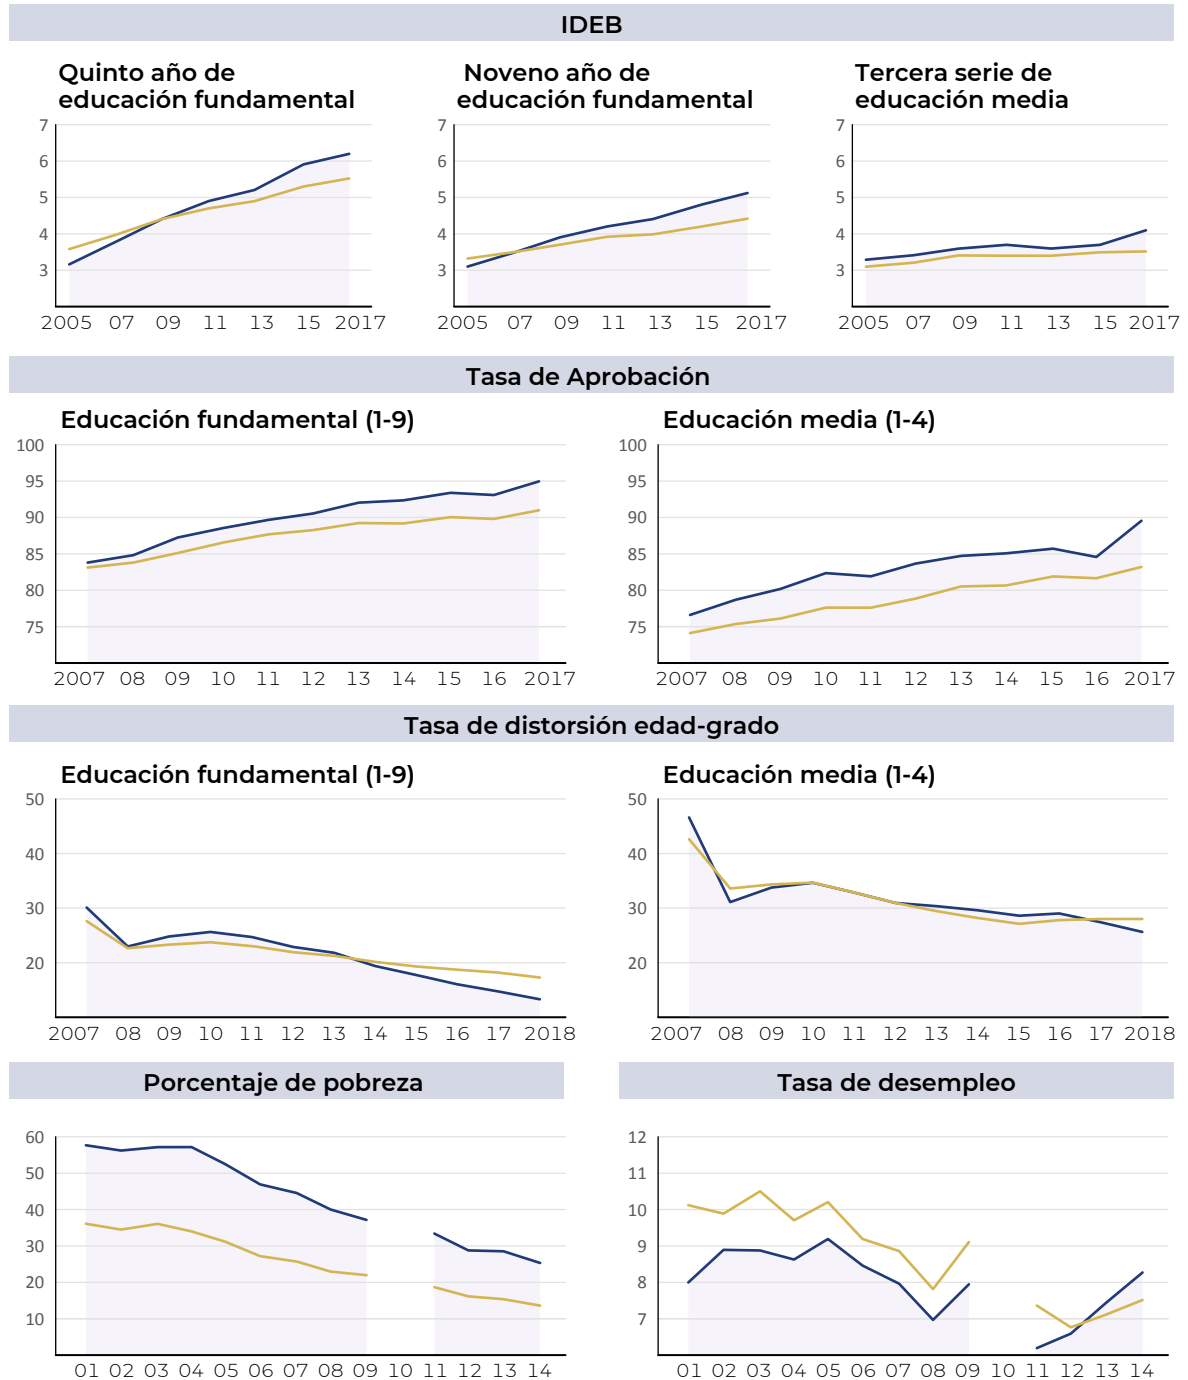 IDEB
Quinto año de
educación fundamental
7
6
5
4
3
2005 07 09 11 13 15 2017
Noveno año de
educación fundamental
7
6
5
4
3
2005 07 09 11 13 15 2017
Tercera serie de
educación media
7
6
5
4
3
2005 07 09 11 13 15 2017
Tasa de Aprobación
Educación fundamental (1-9)
100
95
90
85
80
75
2007 08 09 10 11 12 13 14 15 16 2017
Educación media (1-4)
100
95
90
85
80
75
2007 08 09 10 11 12 13 14 15 16 2017
Tasa de distorsión edad-grado
Educación fundamental (1-9)
50
40
30
20
2007 08 09 10 11 12 13 14 15 16 17 2018
Educación media (1-4)
50
40
30
20
2007 08 09 10 11 12 13 14 15 16 17 2018
Porcentaje de pobreza
60
50
40
30
20
10
01 02 03 04 05 06 07 08 09 10 11 12 13 14
Tasa de desempleo
12
11
10
9
8
7
01 02 03 04 05 06 07 08 09 10 11 12 13 14